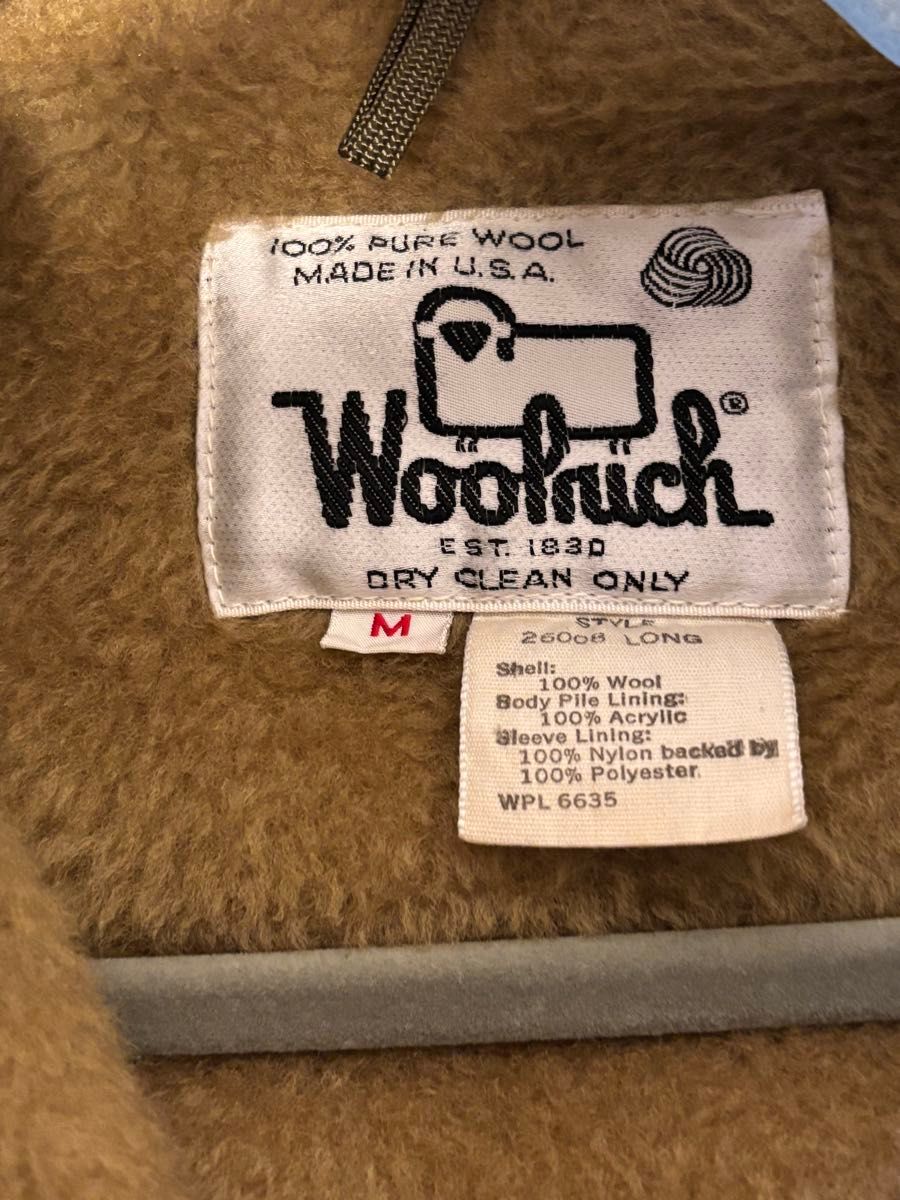 100% PURE WOOL
MADE IN U.S.A.
Woolrich®
EST. 1830
DRY CLEAN ONLY
M
STYLE
26008 LONG
Shell:
100% Wool
Body Pile Lining:
100% Acrylic
Sleeve Lining:
100% Nylon backed by
100% Polyester.
WPL 6635